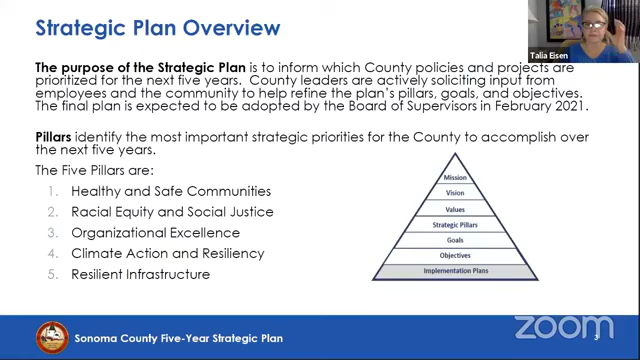 Strategic Plan Overview
Talia Eisen
The purpose of the Strategic Plan is to inform which County policies and projects are
prioritized for the next five years.  County leaders are actively soliciting input from
employees and the community to help refine the plan's pillars, goals, and objectives.
The final plan is expected to be adopted by the Board of Supervisors in February 2021.
Pillars identify the most important strategic priorities for the County to accomplish over
the next five years.
The Five Pillars are:
1. Healthy and Safe Communities
2. Racial Equity and Social Justice
3. Organizational Excellence
4. Climate Action and Resiliency
5. Resilient Infrastructure
Mission
Vision
Values
Strategic Pillars
Goals
Objectives
Implementation Plans
Sonoma County Five-Year Strategic Plan
zoom
3